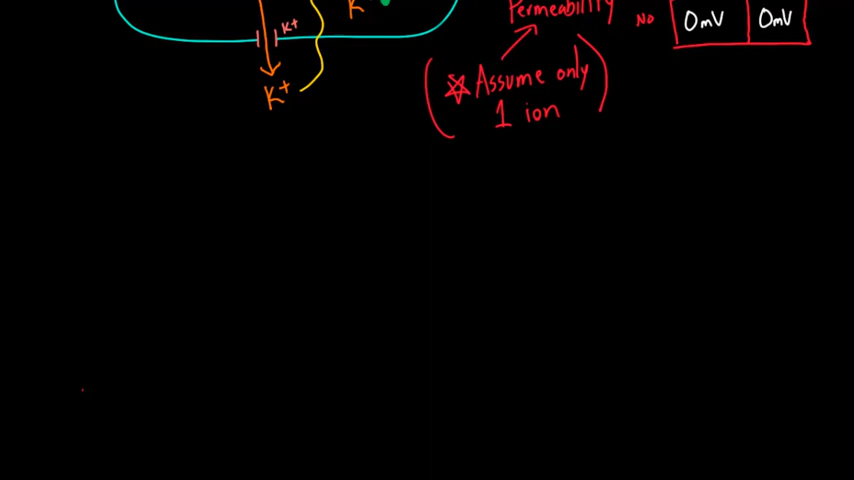 K
Permeability
NO
0mV 0mV
K+
Assume only
1 ion
K+